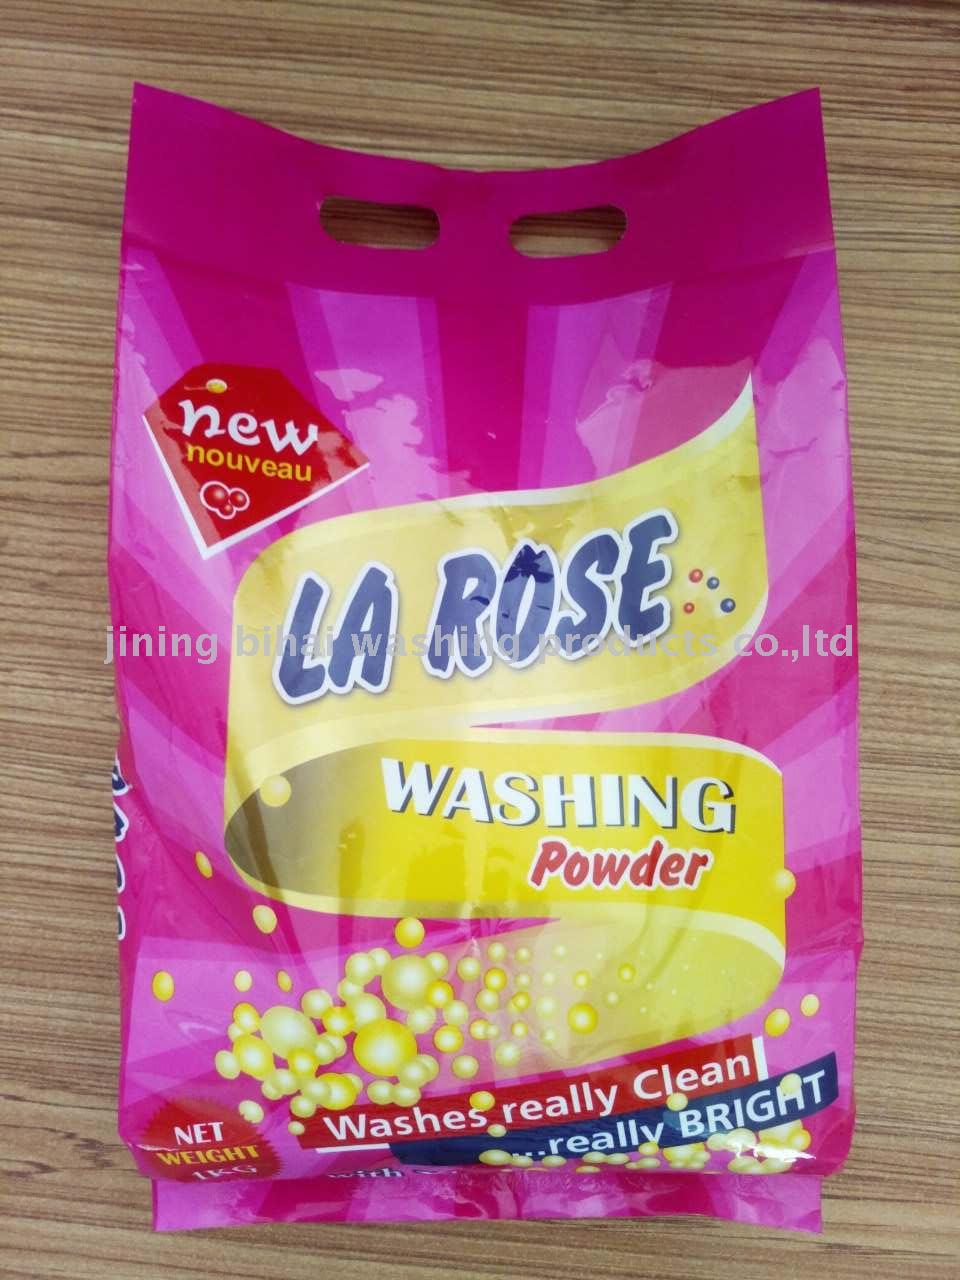 new
nouveau
LA ROSE
jining bihai washing products co.,ltd
WASHING
Powder
Washes really Clean
...really BRIGHT
NET
WEIGHT
1KG
with